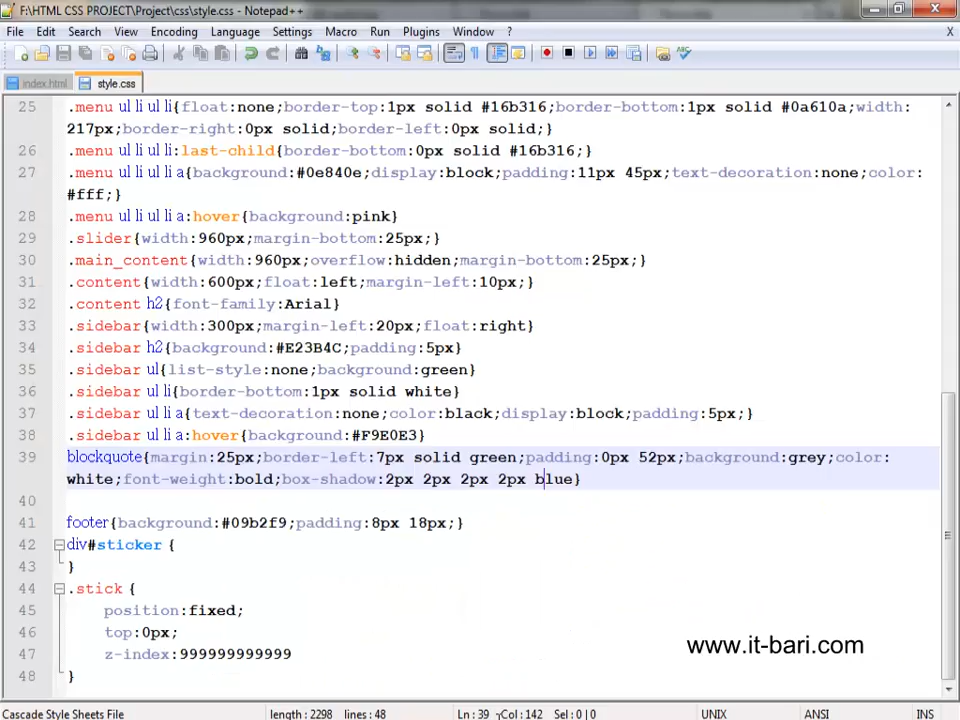 F:\HTML CSS PROJECT\Project\css\style.css - Notepad++
File Edit Search View Encoding Language Settings Macro Run Plugins Window ? X
index.html style.css
25 .menu ul li ul li{float:none;border-top:1px solid #16b316;border-bottom:1px solid #0a610a;width:
217px;border-right:0px solid;border-left:0px solid;}
26 .menu ul li ul li:last-child{border-bottom:0px solid #16b316;}
27 .menu ul li ul li a{background:#0e840e;display:block;padding:11px 45px;text-decoration:none;color:
#fff;}
28 .menu ul li ul li a:hover{background:pink}
29 .slider{width:960px;margin-bottom:25px;}
30 .main_content{width:960px;overflow:hidden;margin-bottom:25px;}
31 .content{width:600px;float:left;margin-left:10px;}
32 .content h2{font-family:Arial}
33 .sidebar{width:300px;margin-left:20px;float:right}
34 .sidebar h2{background:#E23B4C;padding:5px}
35 .sidebar ul{list-style:none;background:green}
36 .sidebar ul li{border-bottom:1px solid white}
37 .sidebar ul li a{text-decoration:none;color:black;display:block;padding:5px;}
38 .sidebar ul li a:hover{background:#F9E0E3}
39 blockquote{margin:25px;border-left:7px solid green;padding:0px 52px;background:grey;color:
white;font-weight:bold;box-shadow:2px 2px 2px 2px blue}
40
41 footer{background:#09b2f9;padding:8px 18px;}
42 div#sticker {
43 }
44 .stick {
45 position:fixed;
46 top:0px;
47 z-index:999999999999
48 }
www.it-bari.com
Cascade Style Sheets File length : 2298 lines : 48 Ln : 39 Col : 142 Sel : 0 | 0 UNIX ANSI INS